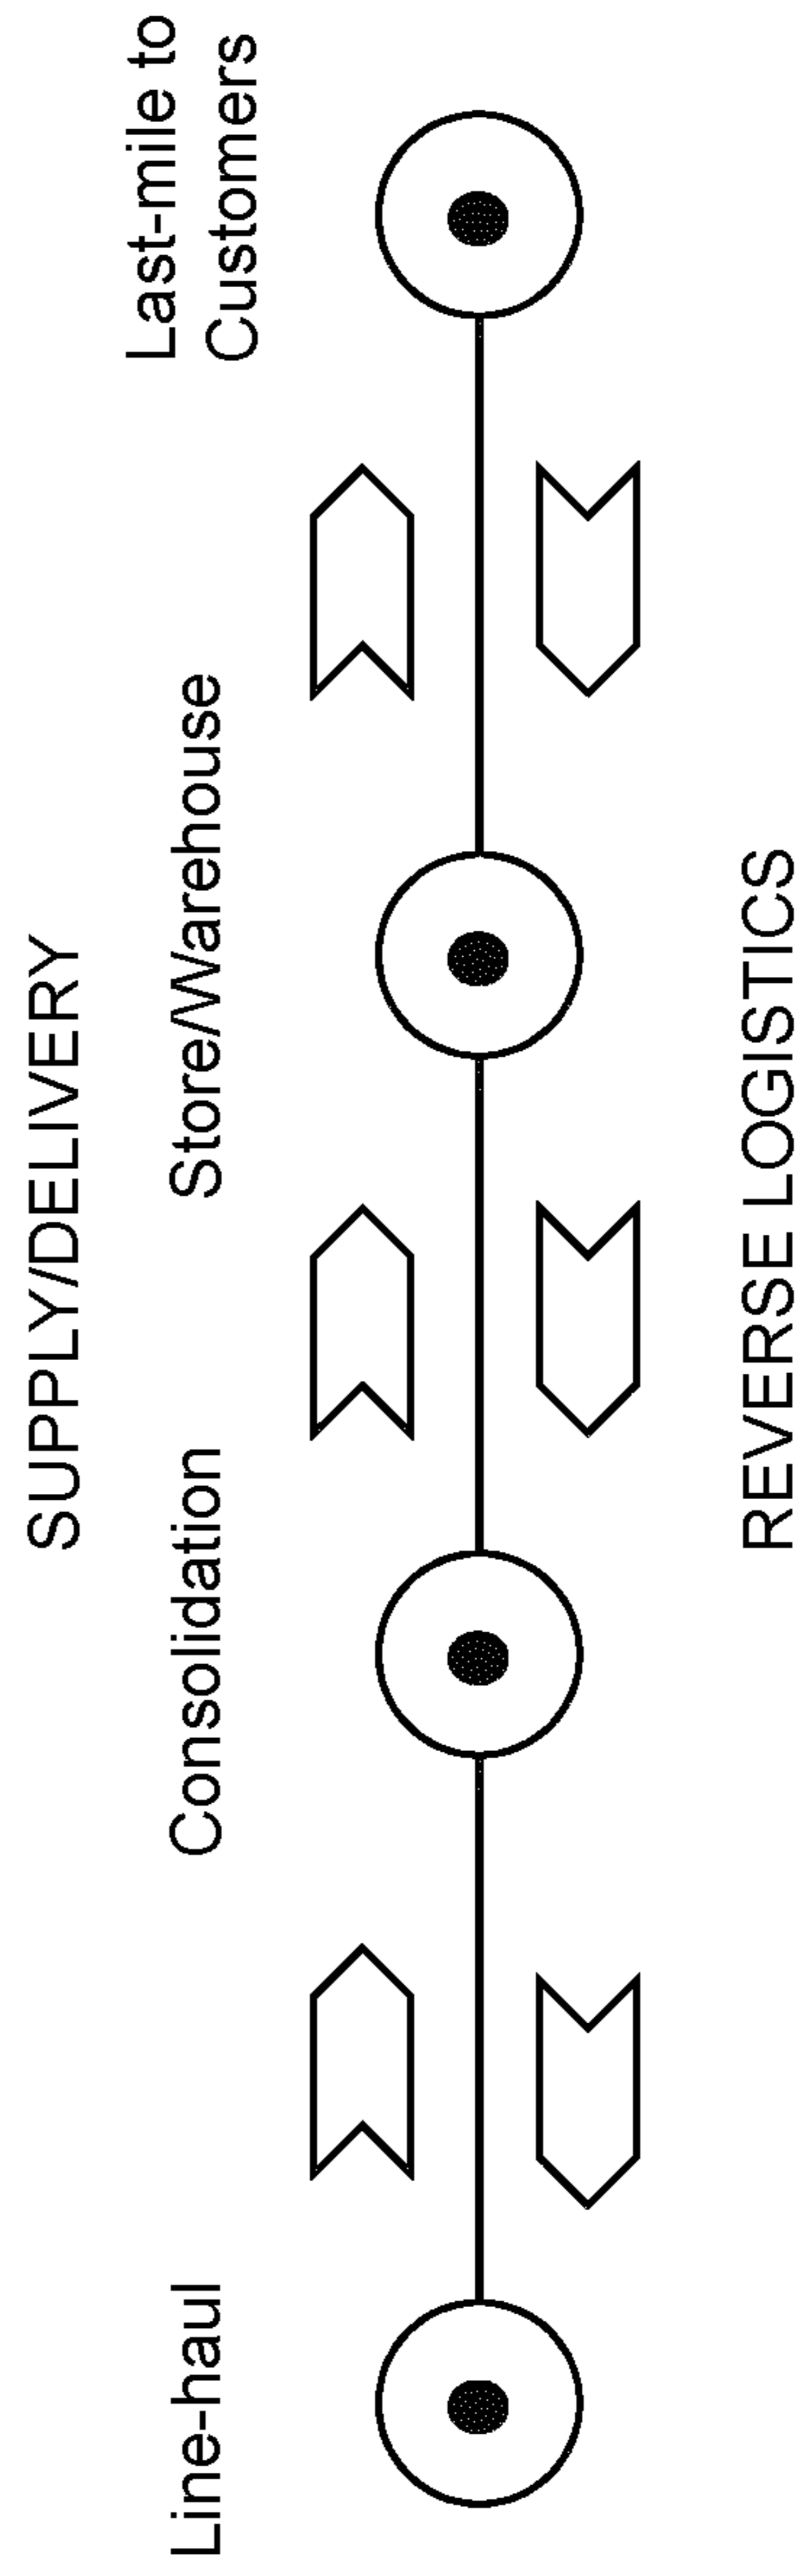 SUPPLY/DELIVERY
Line-haul
Consolidation
Store/Warehouse
Last-mile to
Customers
REVERSE LOGISTICS